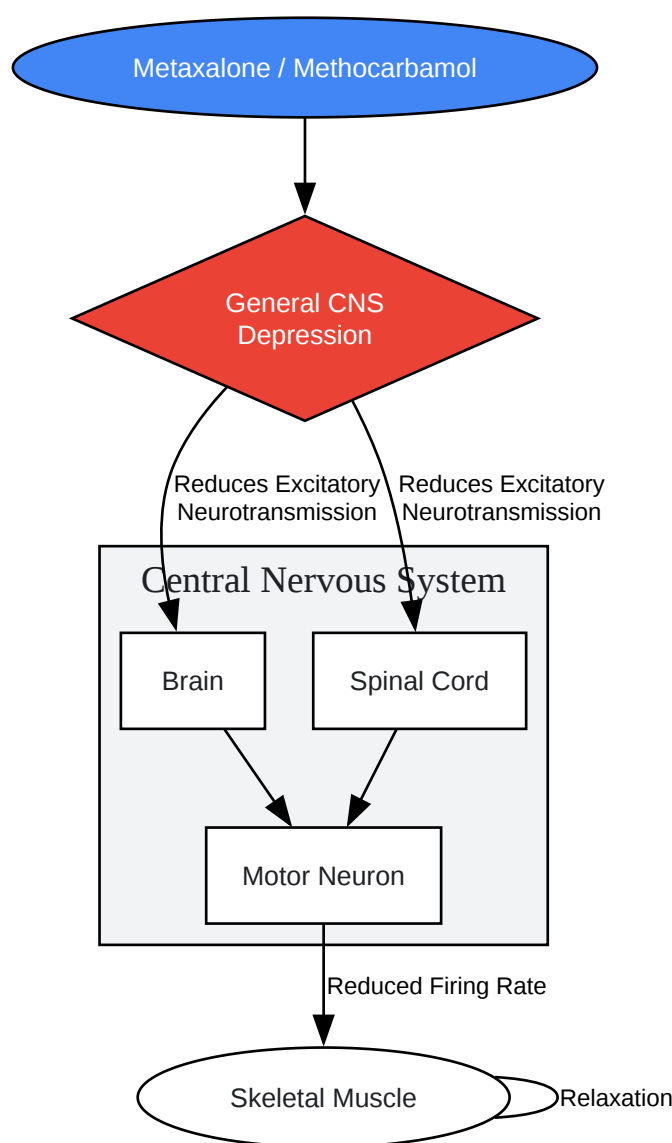 Metaxalone / Methocarbamol
General CNS
Depression
Reduces Excitatory
Neurotransmission
Reduces Excitatory
Neurotransmission
Central Nervous System
Brain
Spinal Cord
Motor Neuron
Reduced Firing Rate
Skeletal Muscle
Relaxation